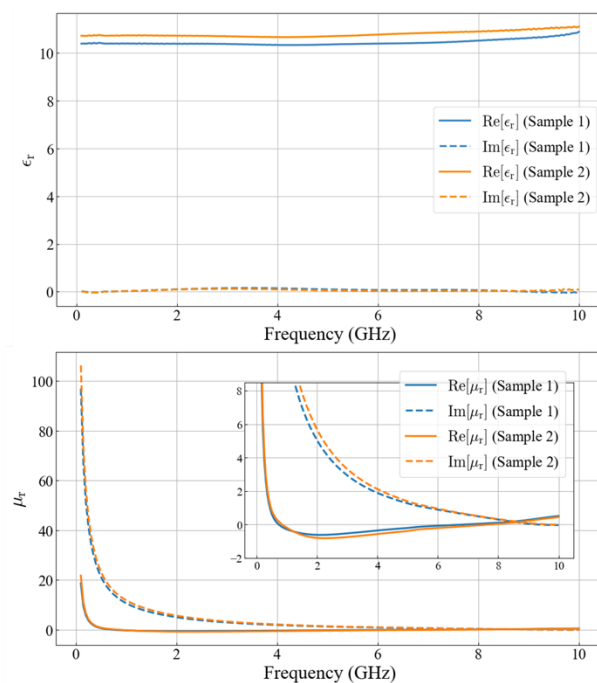 10
8
6
4
2
0
ϵr
Re[ϵr] (Sample 1)
Im[ϵr] (Sample 1)
Re[ϵr] (Sample 2)
Im[ϵr] (Sample 2)
0 2 4 6 8 10
Frequency (GHz)
100
80
60
40
20
0
μr
8
6
4
2
0
−2
0 2 4 6 8 10
Re[μr] (Sample 1)
Im[μr] (Sample 1)
Re[μr] (Sample 2)
Im[μr] (Sample 2)
0 2 4 6 8 10
Frequency (GHz)